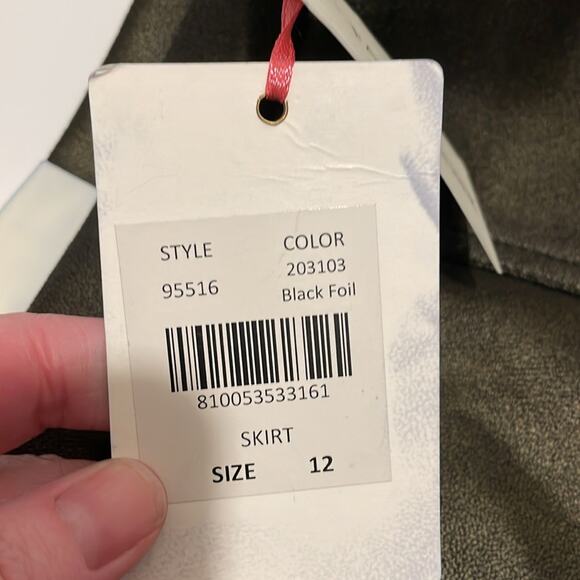 STYLE COLOR
95516 203103
Black Foil
810053533161
SKIRT
SIZE 12